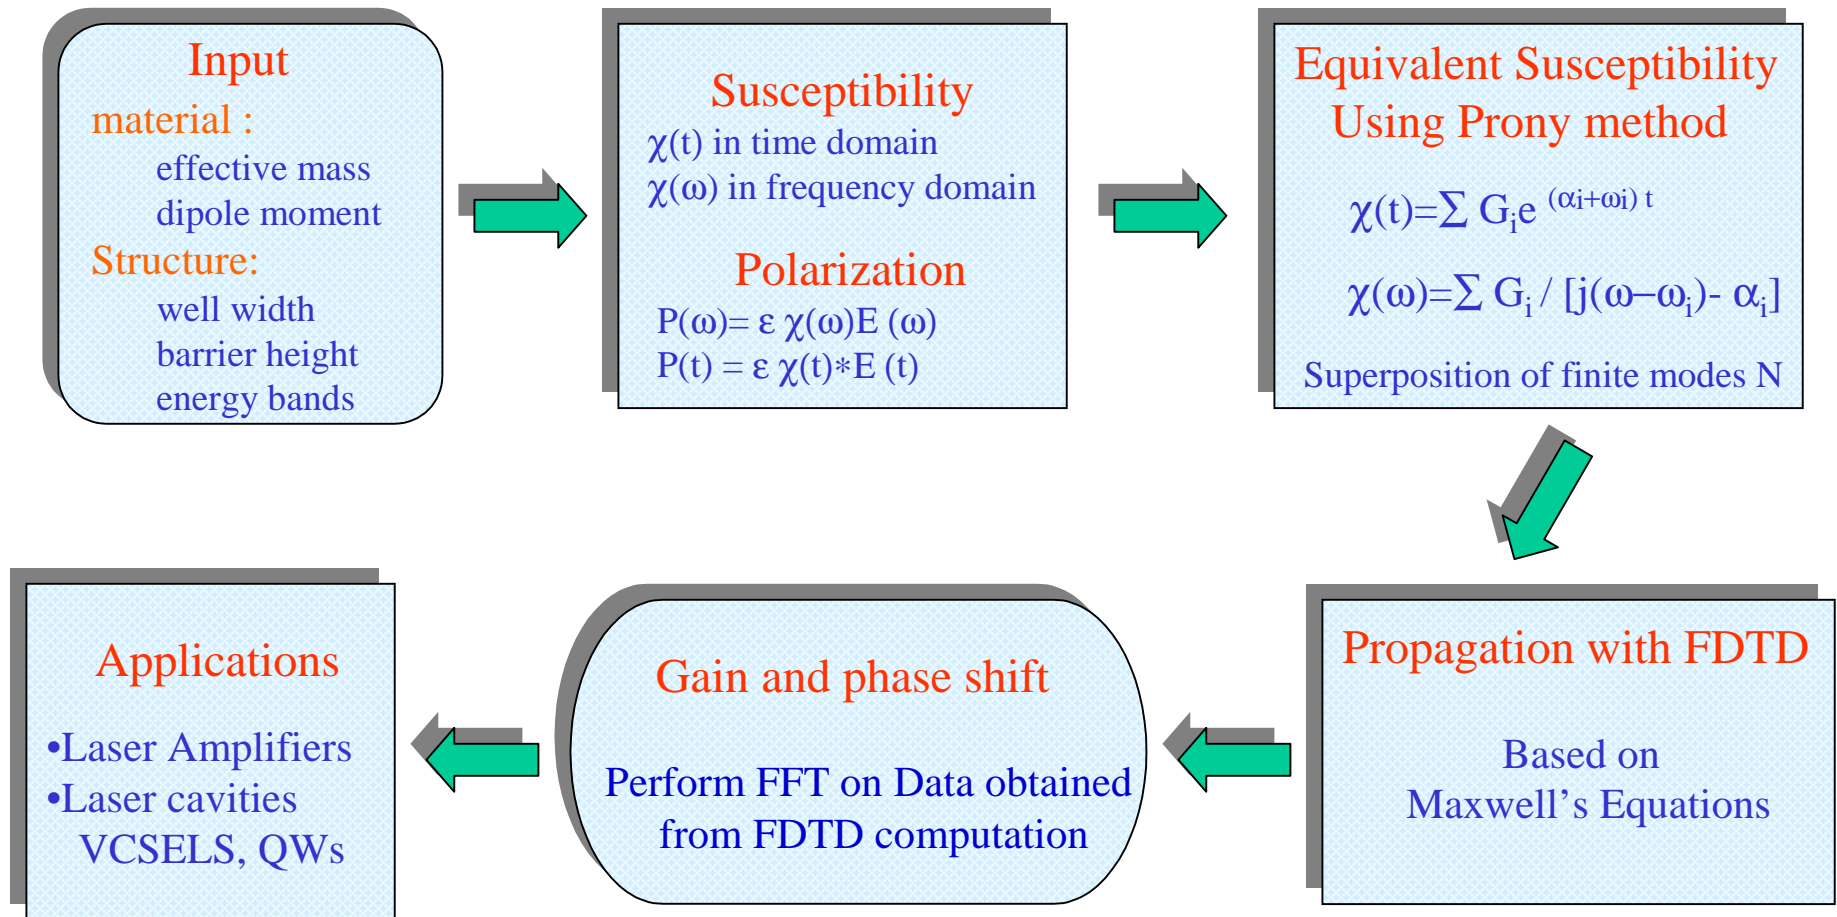 Input
material :
effective mass
dipole moment
Structure:
well width
barrier height
energy bands
Susceptibility
χ(t) in time domain
χ(ω) in frequency domain
Polarization
P(ω)= ε χ(ω)E (ω)
P(t) = ε χ(t)*E (t)
Equivalent Susceptibility
Using Prony method
χ(t)=∑ Gᵢe ^(αi+ωi) t
χ(ω)=∑ Gᵢ / [j(ω−ωᵢ)- αᵢ]
Superposition of finite modes N
Propagation with FDTD
Based on
Maxwell’s Equations
Gain and phase shift
Perform FFT on Data obtained
from FDTD computation
Applications
•Laser Amplifiers
•Laser cavities
VCSELS, QWs